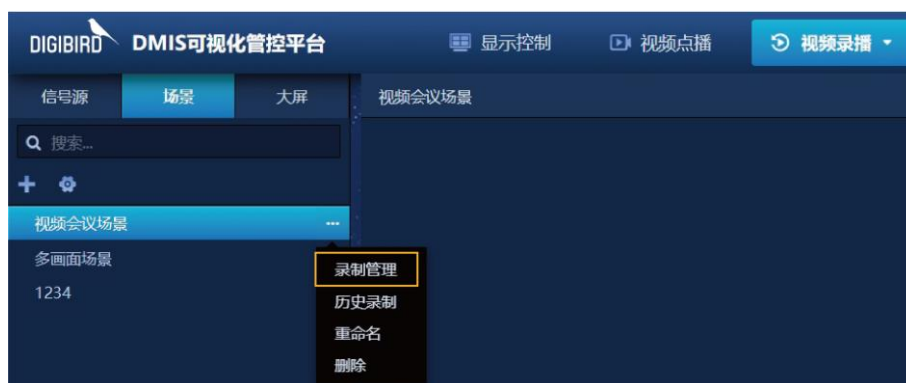 DIGIBIRD DMIS可视化管控平台 显示控制 视频点播 视频录播
信号源 场景 大屏 视频会议场景
搜索...
视频会议场景
多画面场景
1234
录制管理
历史录制
重命名
删除